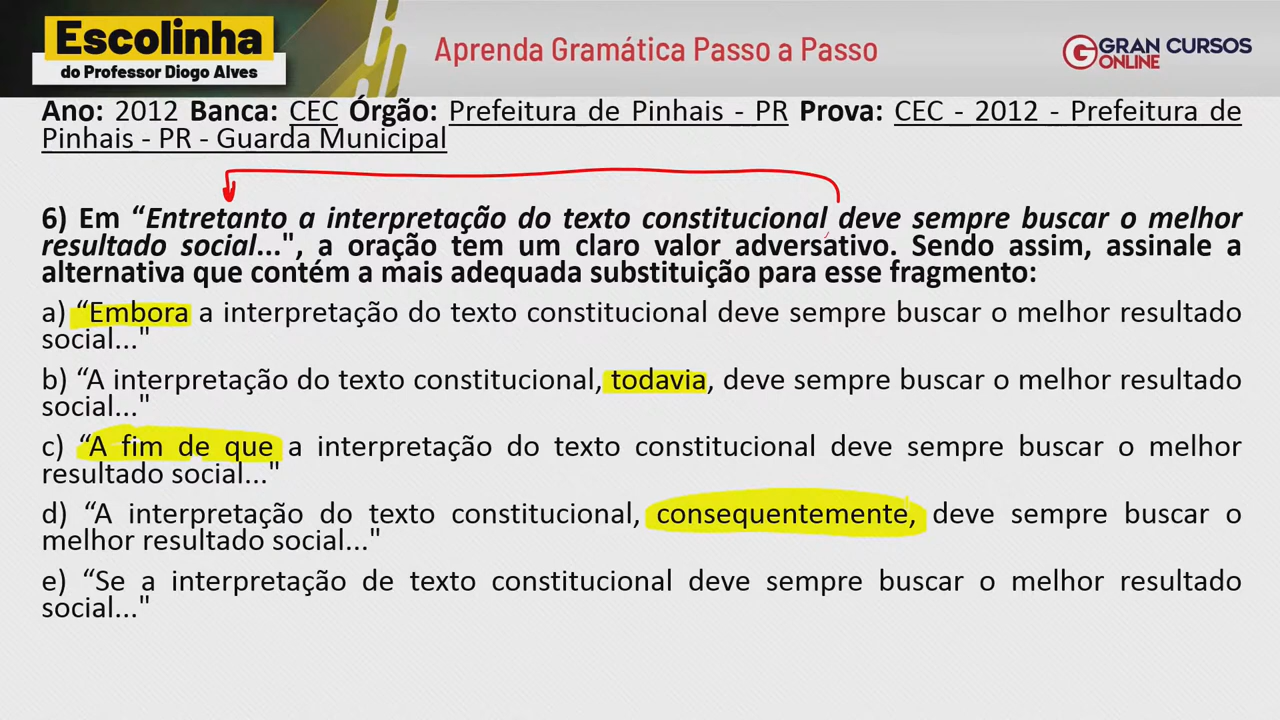 Escolinha
do Professor Diogo Alves
Aprenda Gramática Passo a Passo
GRAN CURSOS
ONLINE
Ano: 2012 Banca: CEC Órgão: Prefeitura de Pinhais - PR Prova: CEC - 2012 - Prefeitura de
Pinhais - PR - Guarda Municipal
6) Em “Entretanto a interpretação do texto constitucional deve sempre buscar o melhor
resultado social...", a oração tem um claro valor adversativo. Sendo assim, assinale a
alternativa que contém a mais adequada substituição para esse fragmento:
a) “Embora a interpretação do texto constitucional deve sempre buscar o melhor resultado
social..."
b) “A interpretação do texto constitucional, todavia, deve sempre buscar o melhor resultado
social..."
c) “A fim de que a interpretação do texto constitucional deve sempre buscar o melhor
resultado social..."
d) “A interpretação do texto constitucional, consequentemente, deve sempre buscar o
melhor resultado social..."
e) “Se a interpretação de texto constitucional deve sempre buscar o melhor resultado
social..."